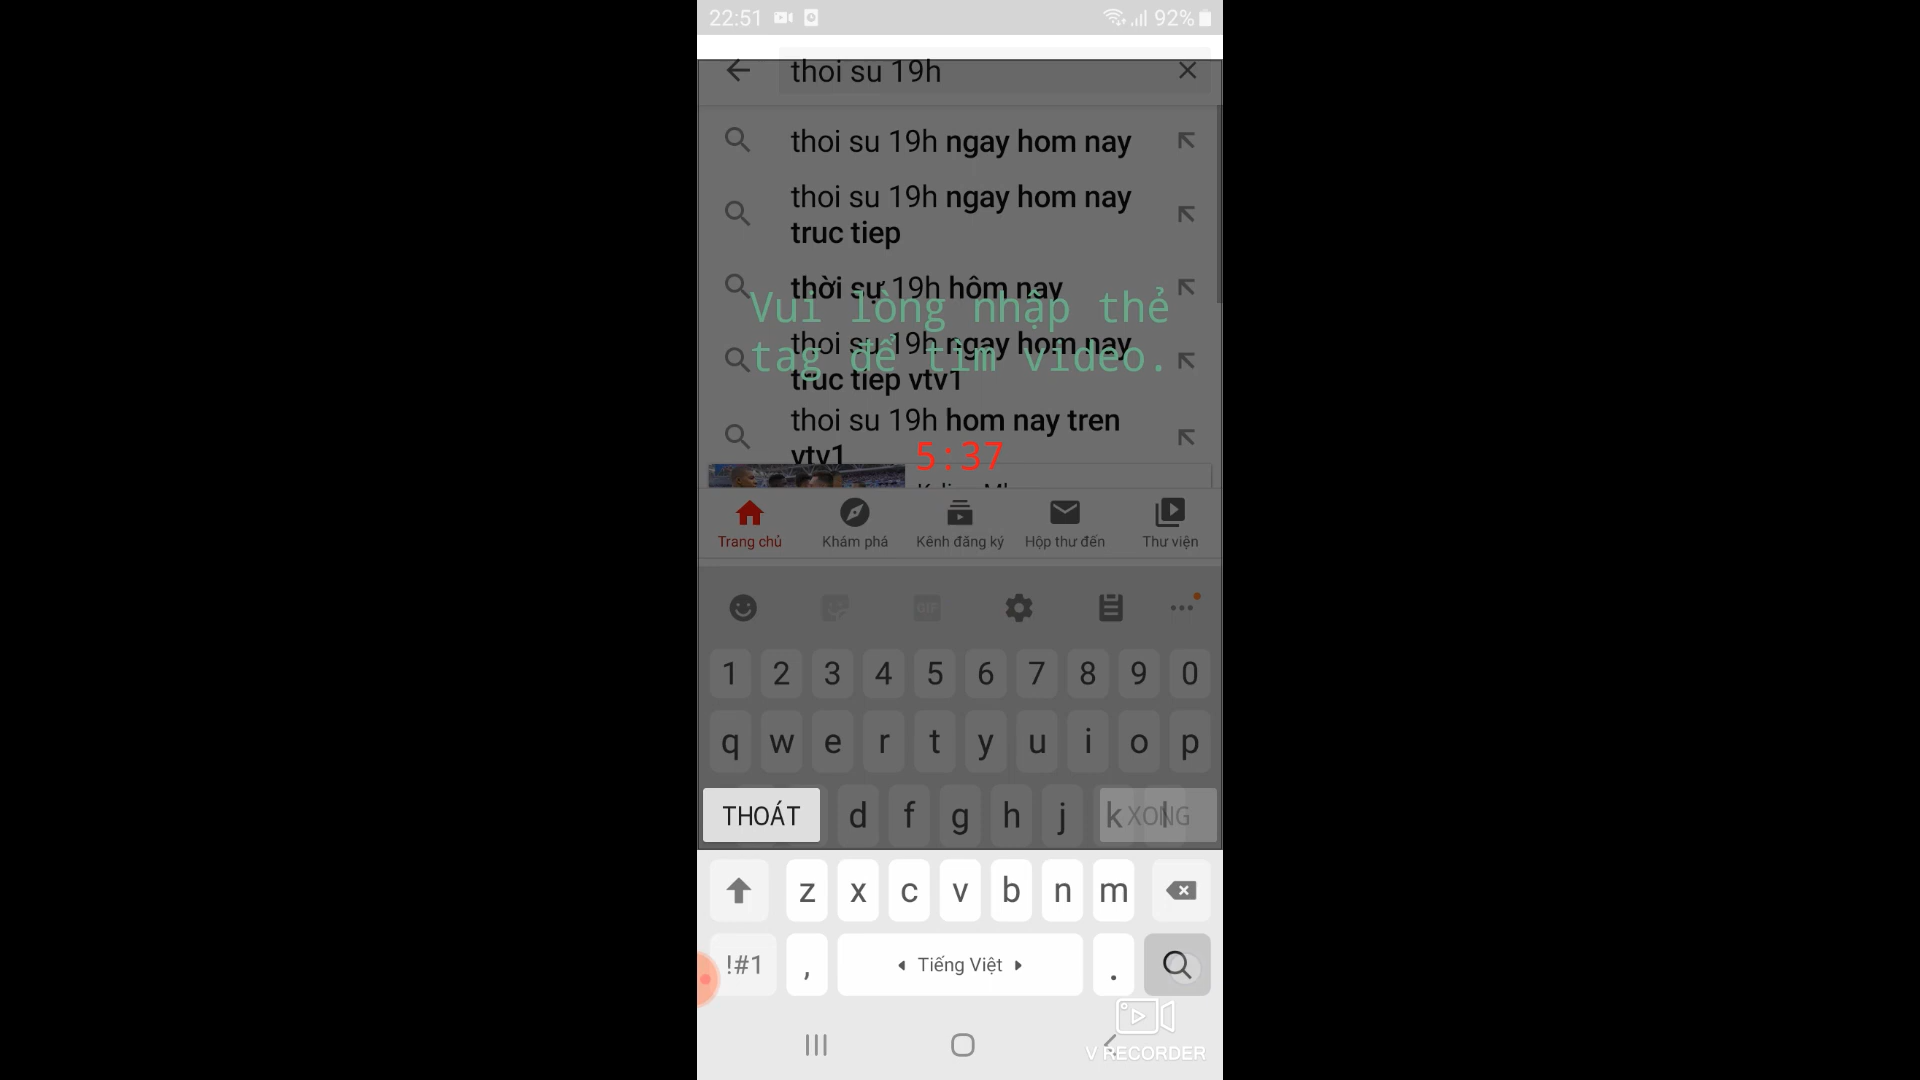 22:51
92%
thoi su 19h
thoi su 19h ngay hom nay
thoi su 19h ngay hom nay
truc tiep
thời sự 19h hôm nay
Vui lòng nhập thẻ
thoi su 19h ngay hom nay
tag để tìm video.
truc tiep vtv1
thoi su 19h hom nay tren
vtv1
5:37
Trang chủ
Khám phá
Kênh đăng ký
Hộp thư đến
Thư viện
GIF
1 2 3 4 5 6 7 8 9 0
q w e r t y u i o p
THOÁT
d f g h j k l
XONG
z x c v b n m
!#1 , Tiếng Việt .
V RECORDER